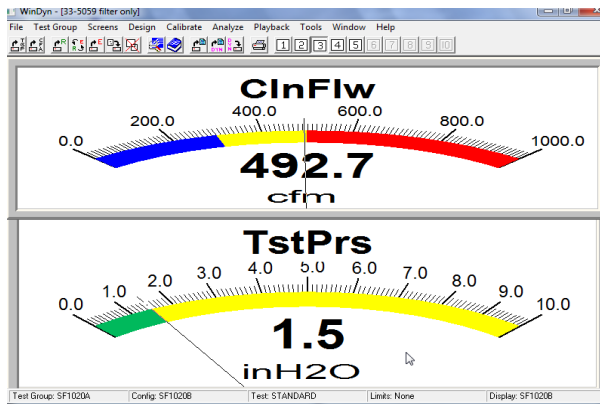 WinDyn - [33-5059 filter only]
File Test Group Screens Design Calibrate Analyze Playback Tools Window Help
1 2 3 4 5 6 7 8 9 10
ClnFlw
0.0 200.0 400.0 600.0 800.0 1000.0
492.7
cfm
TstPrs
0.0 1.0 2.0 3.0 4.0 5.0 6.0 7.0 8.0 9.0 10.0
1.5
inH2O
Test Group: SF1020A Config: SF1020B Test: STANDARD Limits: None Display: SF1020B